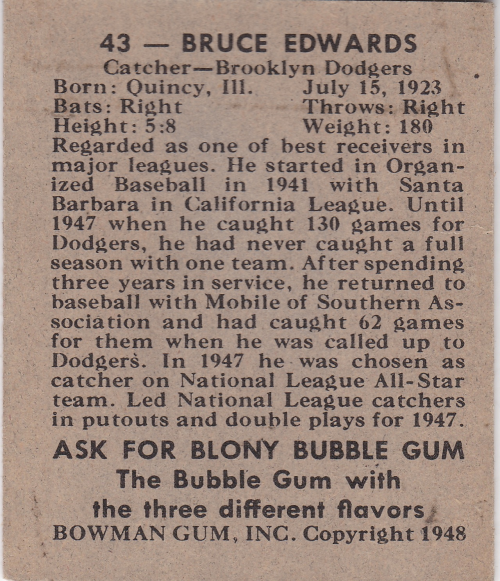 43 — BRUCE EDWARDS
Catcher—Brooklyn Dodgers
Born: Quincy, Ill. July 15, 1923
Bats: Right Throws: Right
Height: 5:8 Weight: 180
Regarded as one of best receivers in
major leagues. He started in Organ-
ized Baseball in 1941 with Santa
Barbara in California League. Until
1947 when he caught 130 games for
Dodgers, he had never caught a full
season with one team. After spending
three years in service, he returned to
baseball with Mobile of Southern As-
sociation and had caught 62 games
for them when he was called up to
Dodgers. In 1947 he was chosen as
catcher on National League All-Star
team. Led National League catchers
in putouts and double plays for 1947.
ASK FOR BLONY BUBBLE GUM
The Bubble Gum with
the three different flavors
BOWMAN GUM, INC. Copyright 1948